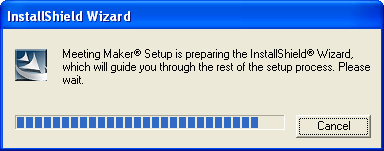 InstallShield Wizard
Meeting Maker® Setup is preparing the InstallShield® Wizard,
which will guide you through the rest of the setup process. Please
wait.
Cancel